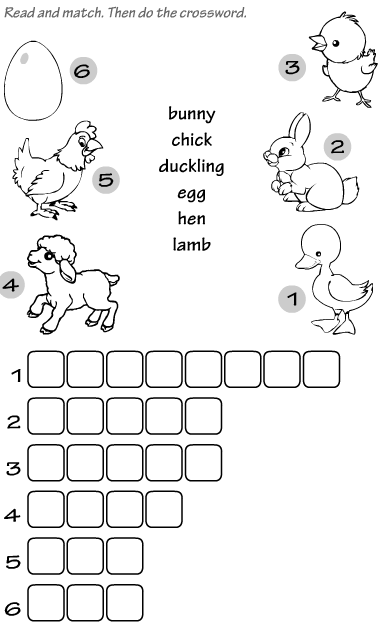 Read and match. Then do the crossword.
6
3
bunny
chick
2
duckling
5
egg
hen
lamb
4
1
1
2
3
4
5
6